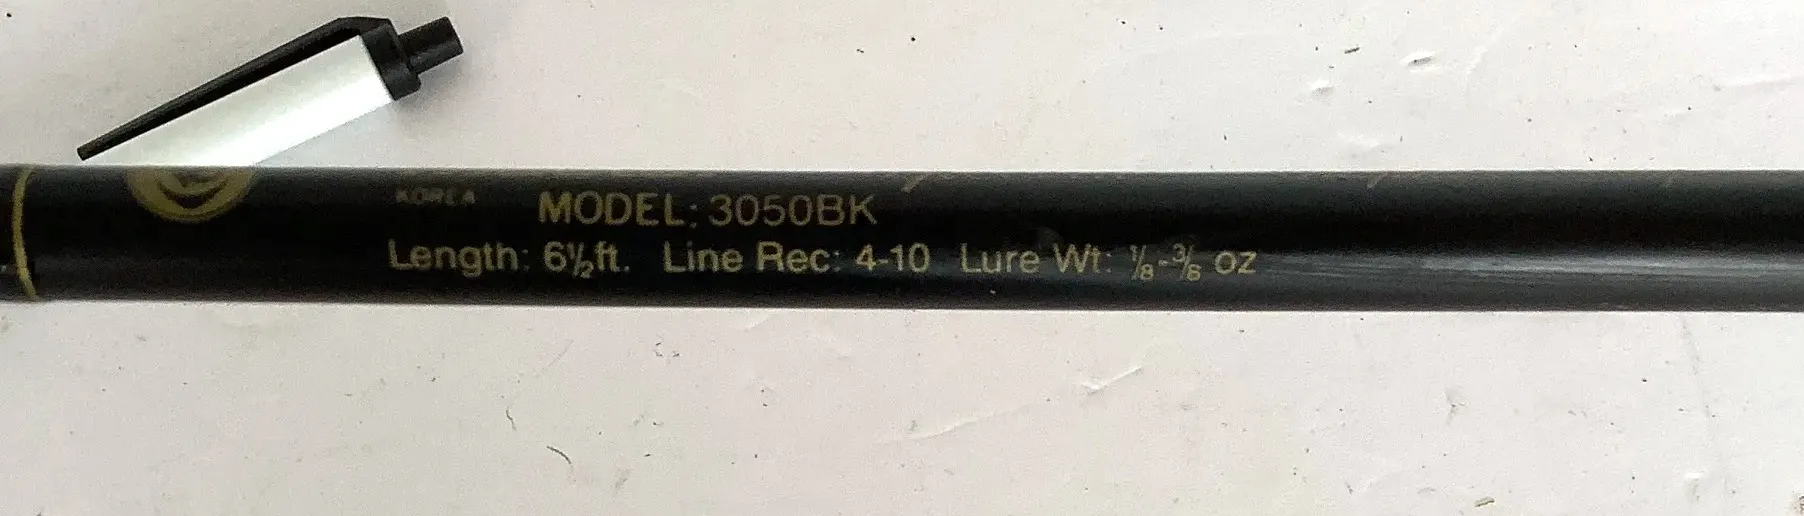 KOREA
MODEL: 3050BK
Length: 6½ft. Line Rec: 4-10 Lure Wt: ⅛-⅜ oz